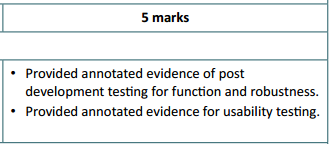 5 marks
• Provided annotated evidence of post
development testing for function and robustness.
• Provided annotated evidence for usability testing.